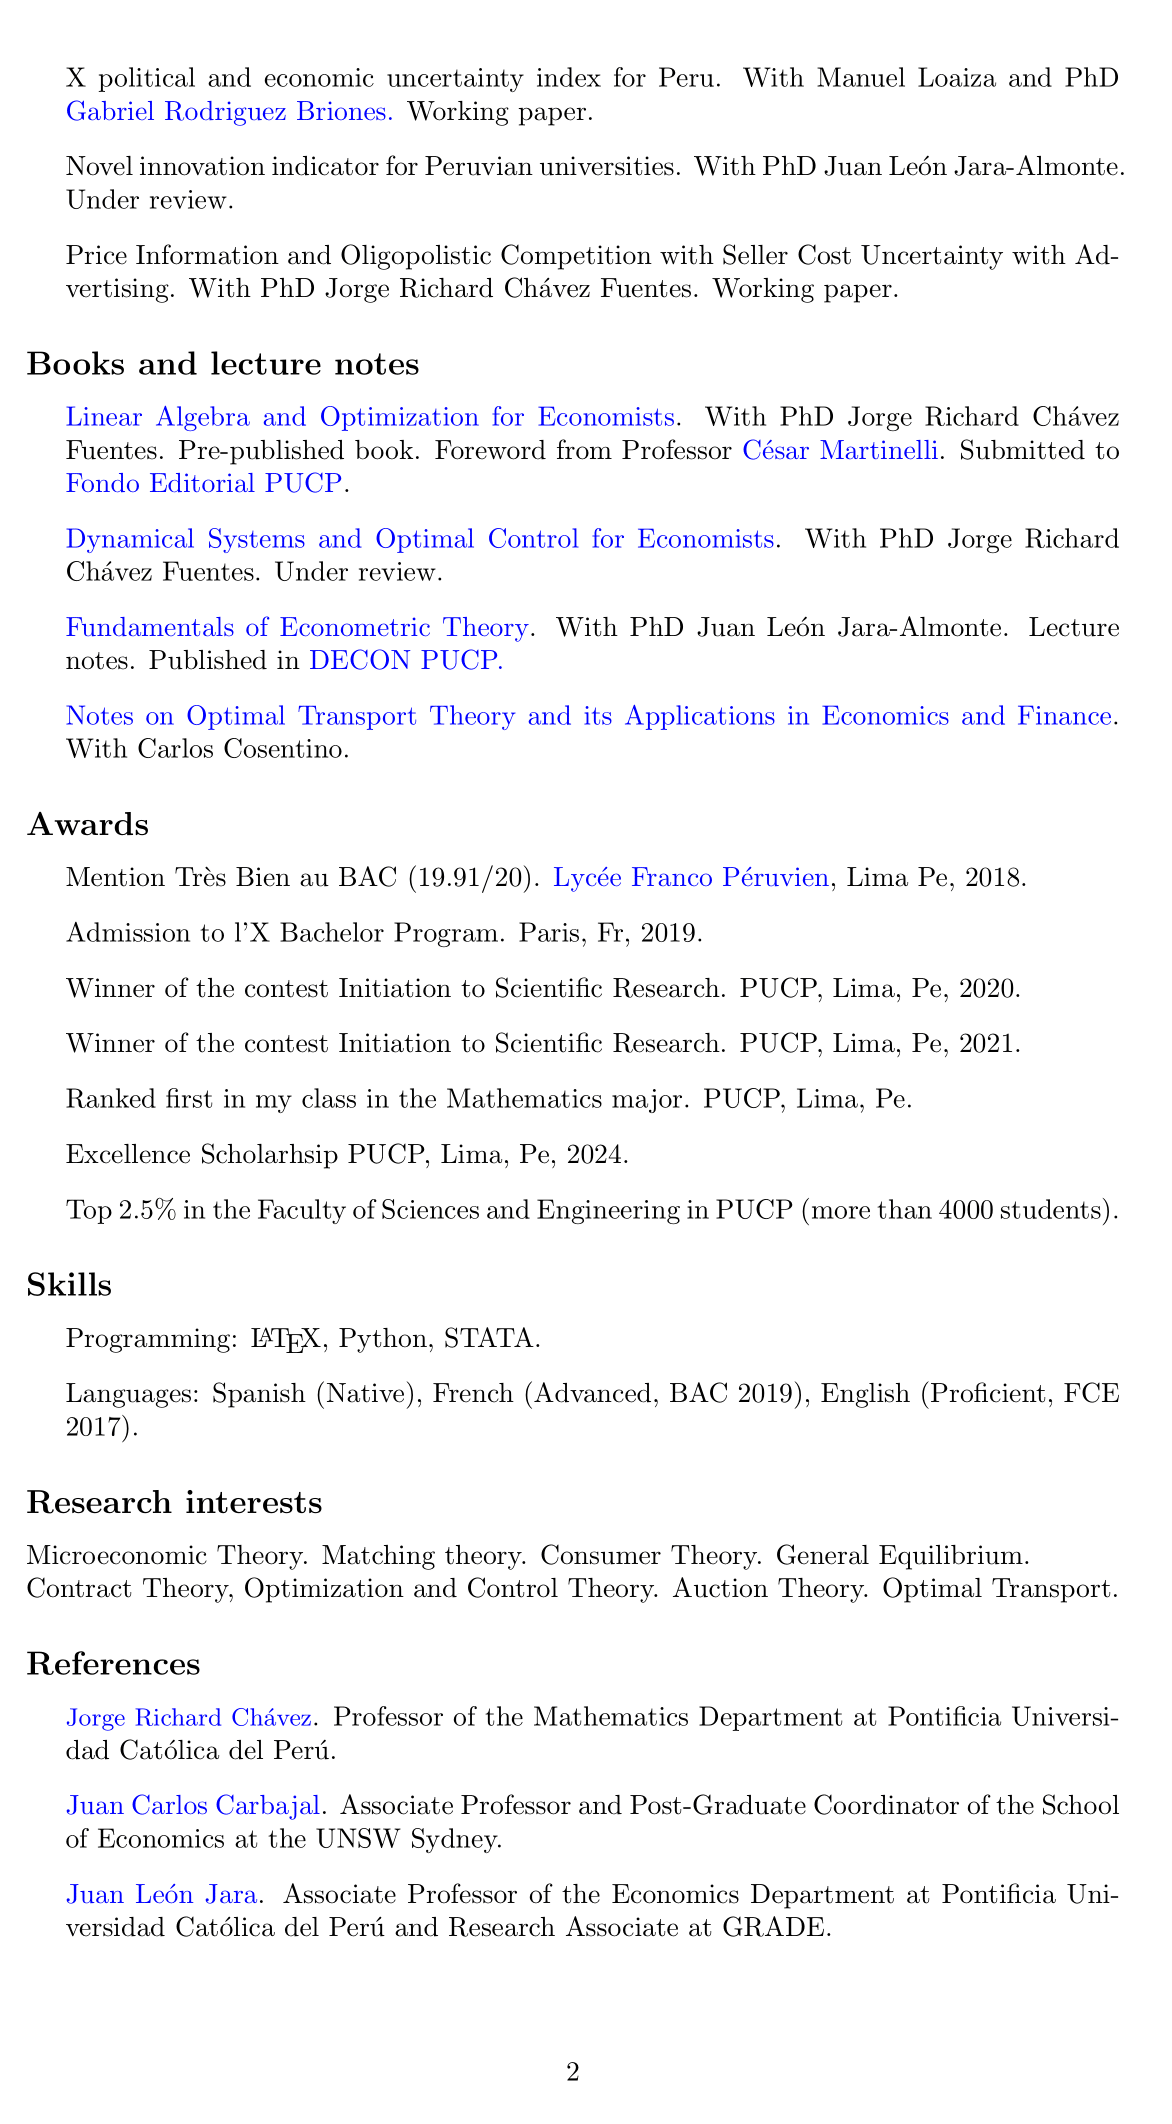 X political and economic uncertainty index for Peru. With Manuel Loaiza and PhD
Gabriel Rodriguez Briones. Working paper.
Novel innovation indicator for Peruvian universities. With PhD Juan León Jara-Almonte.
Under review.
Price Information and Oligopolistic Competition with Seller Cost Uncertainty with Ad-
vertising. With PhD Jorge Richard Chávez Fuentes. Working paper.
Books and lecture notes
Linear Algebra and Optimization for Economists. With PhD Jorge Richard Chávez
Fuentes. Pre-published book. Foreword from Professor César Martinelli. Submitted to
Fondo Editorial PUCP.
Dynamical Systems and Optimal Control for Economists. With PhD Jorge Richard
Chávez Fuentes. Under review.
Fundamentals of Econometric Theory. With PhD Juan León Jara-Almonte. Lecture
notes. Published in DECON PUCP.
Notes on Optimal Transport Theory and its Applications in Economics and Finance.
With Carlos Cosentino.
Awards
Mention Très Bien au BAC (19.91/20). Lycée Franco Péruvien, Lima Pe, 2018.
Admission to l'X Bachelor Program. Paris, Fr, 2019.
Winner of the contest Initiation to Scientific Research. PUCP, Lima, Pe, 2020.
Winner of the contest Initiation to Scientific Research. PUCP, Lima, Pe, 2021.
Ranked first in my class in the Mathematics major. PUCP, Lima, Pe.
Excellence Scholarhsip PUCP, Lima, Pe, 2024.
Top 2.5% in the Faculty of Sciences and Engineering in PUCP (more than 4000 students).
Skills
Programming: LATEX, Python, STATA.
Languages: Spanish (Native), French (Advanced, BAC 2019), English (Proficient, FCE
2017).
Research interests
Microeconomic Theory. Matching theory. Consumer Theory. General Equilibrium.
Contract Theory, Optimization and Control Theory. Auction Theory. Optimal Transport.
References
Jorge Richard Chávez. Professor of the Mathematics Department at Pontificia Universi-
dad Católica del Perú.
Juan Carlos Carbajal. Associate Professor and Post-Graduate Coordinator of the School
of Economics at the UNSW Sydney.
Juan León Jara. Associate Professor of the Economics Department at Pontificia Uni-
versidad Católica del Perú and Research Associate at GRADE.
2